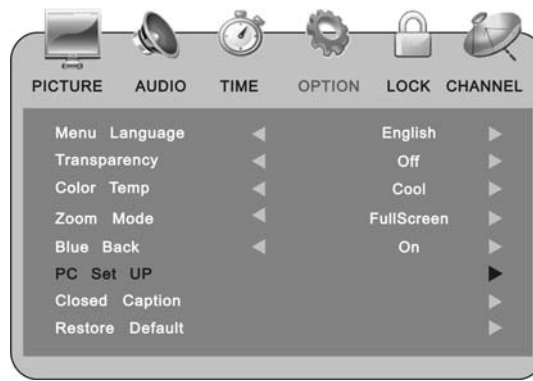 PICTURE AUDIO TIME OPTION LOCK CHANNEL
Menu Language English
Transparency Off
Color Temp Cool
Zoom Mode FullScreen
Blue Back On
PC Set UP
Closed Caption
Restore Default